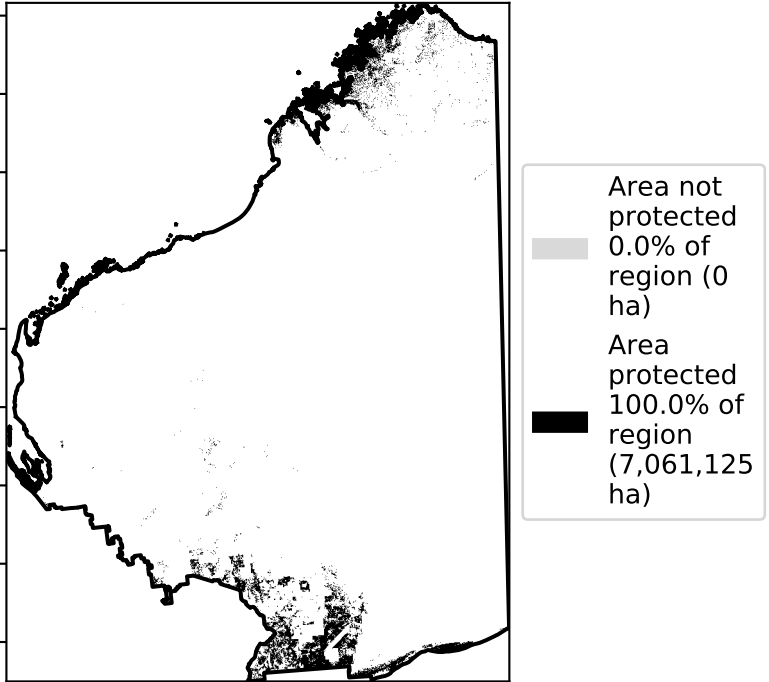 Area not
protected
0.0% of
region (0
ha)
Area
protected
100.0% of
region
(7,061,125
ha)